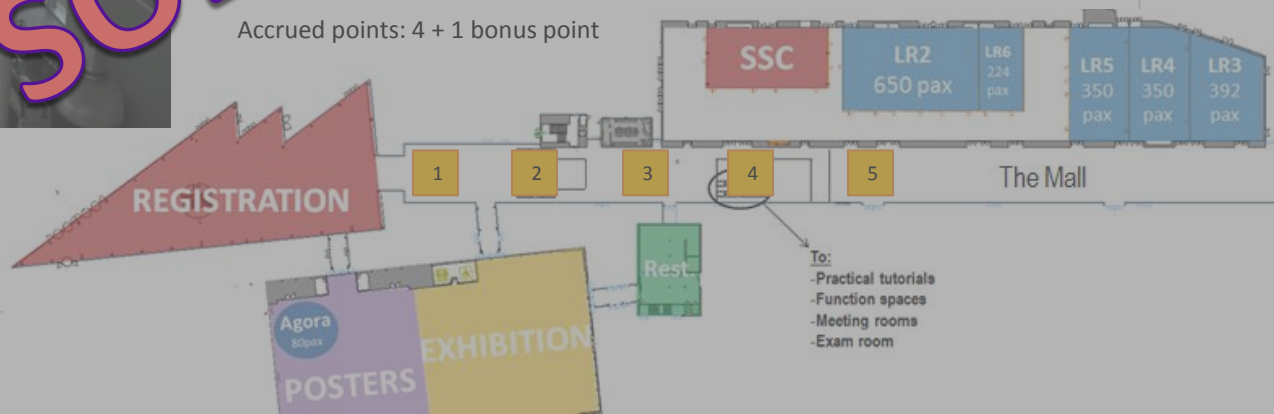 SO
Accrued points: 4 + 1 bonus point
SSC
LR2
650 pax
LR6
224
pax
LR5
350
pax
LR4
350
pax
LR3
392
pax
REGISTRATION
1
2
3
4
5
The Mall
Rest.
To:
-Practical tutorials
-Function spaces
-Meeting rooms
-Exam room
Agora
80pax
POSTERS
EXHIBITION